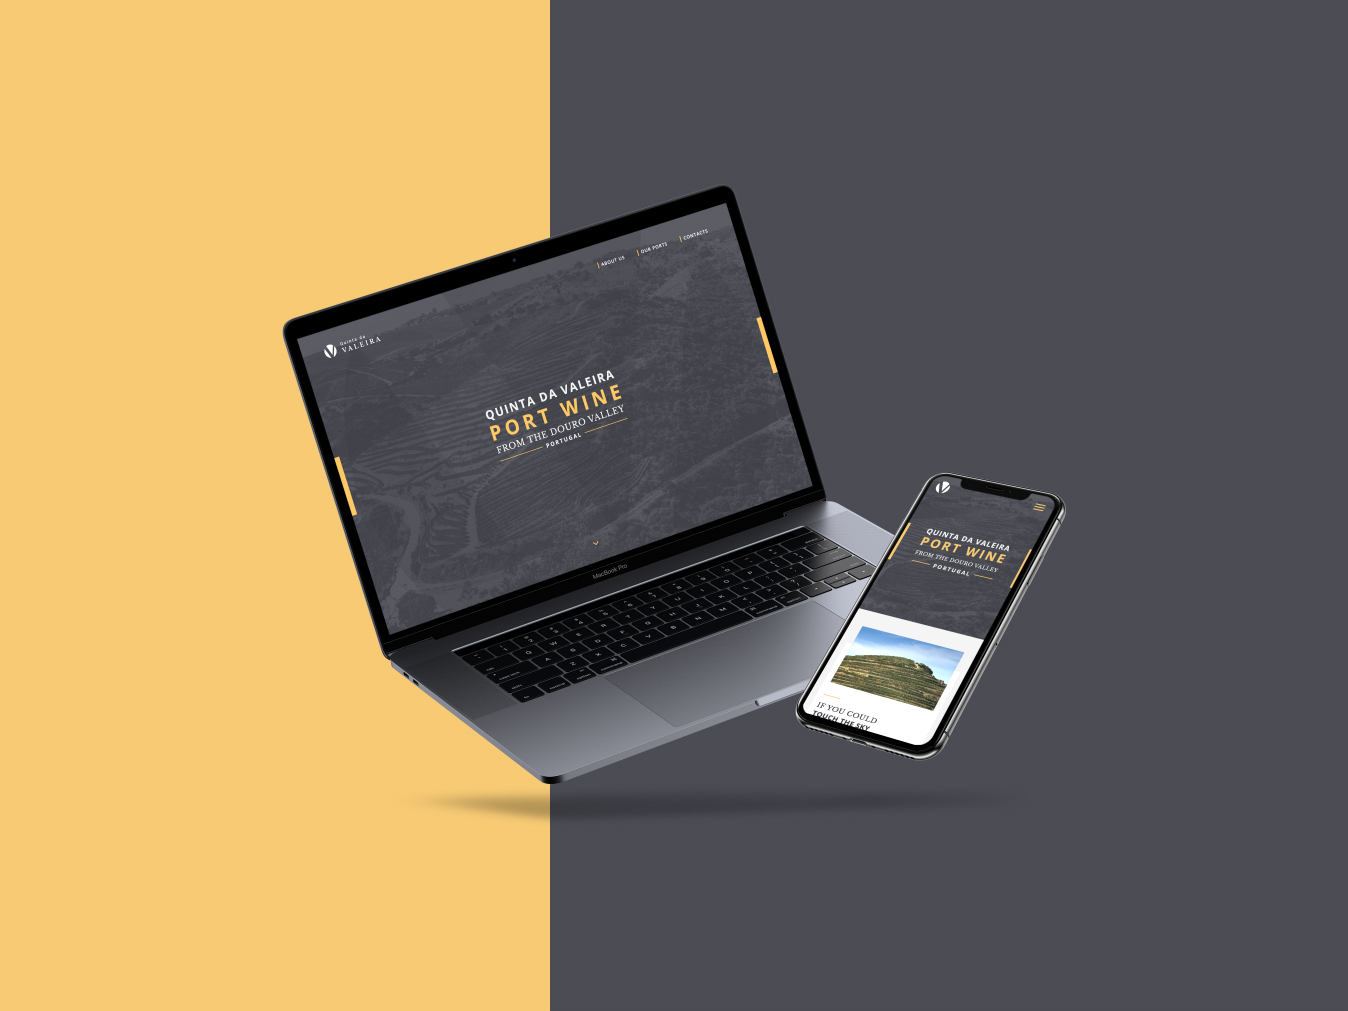 ABOUT US
OUR PORTS
CONTACTS
Quinta da
VALEIRA
QUINTA DA VALEIRA
PORT WINE
FROM THE DOURO VALLEY
PORTUGAL
MacBook Pro
QUINTA DA VALEIRA
PORT WINE
FROM THE DOURO VALLEY
PORTUGAL
IF YOU COULD
TOUCH THE SKY